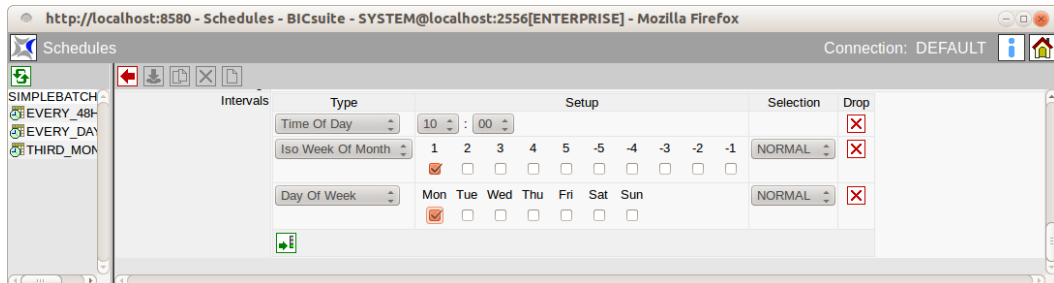 http://localhost:8580 - Schedules - BICsuite - SYSTEM@localhost:2556[ENTERPRISE] - Mozilla Firefox
Schedules Connection: DEFAULT
SIMPLEBATCH
EVERY_48H
EVERY_DAY
THIRD_MON
Intervals Type Setup Selection Drop
Time Of Day 10 : 00
Iso Week Of Month 1 2 3 4 5 -5 -4 -3 -2 -1 NORMAL
Day Of Week Mon Tue Wed Thu Fri Sat Sun NORMAL